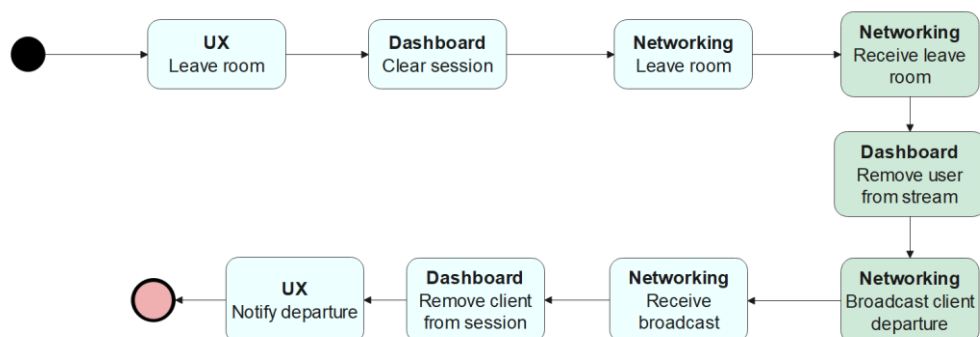 UX
Leave room
Dashboard
Clear session
Networking
Leave room
Networking
Receive leave
room
Dashboard
Remove user
from stream
Networking
Broadcast client
departure
Networking
Receive
broadcast
Dashboard
Remove client
from session
UX
Notify departure